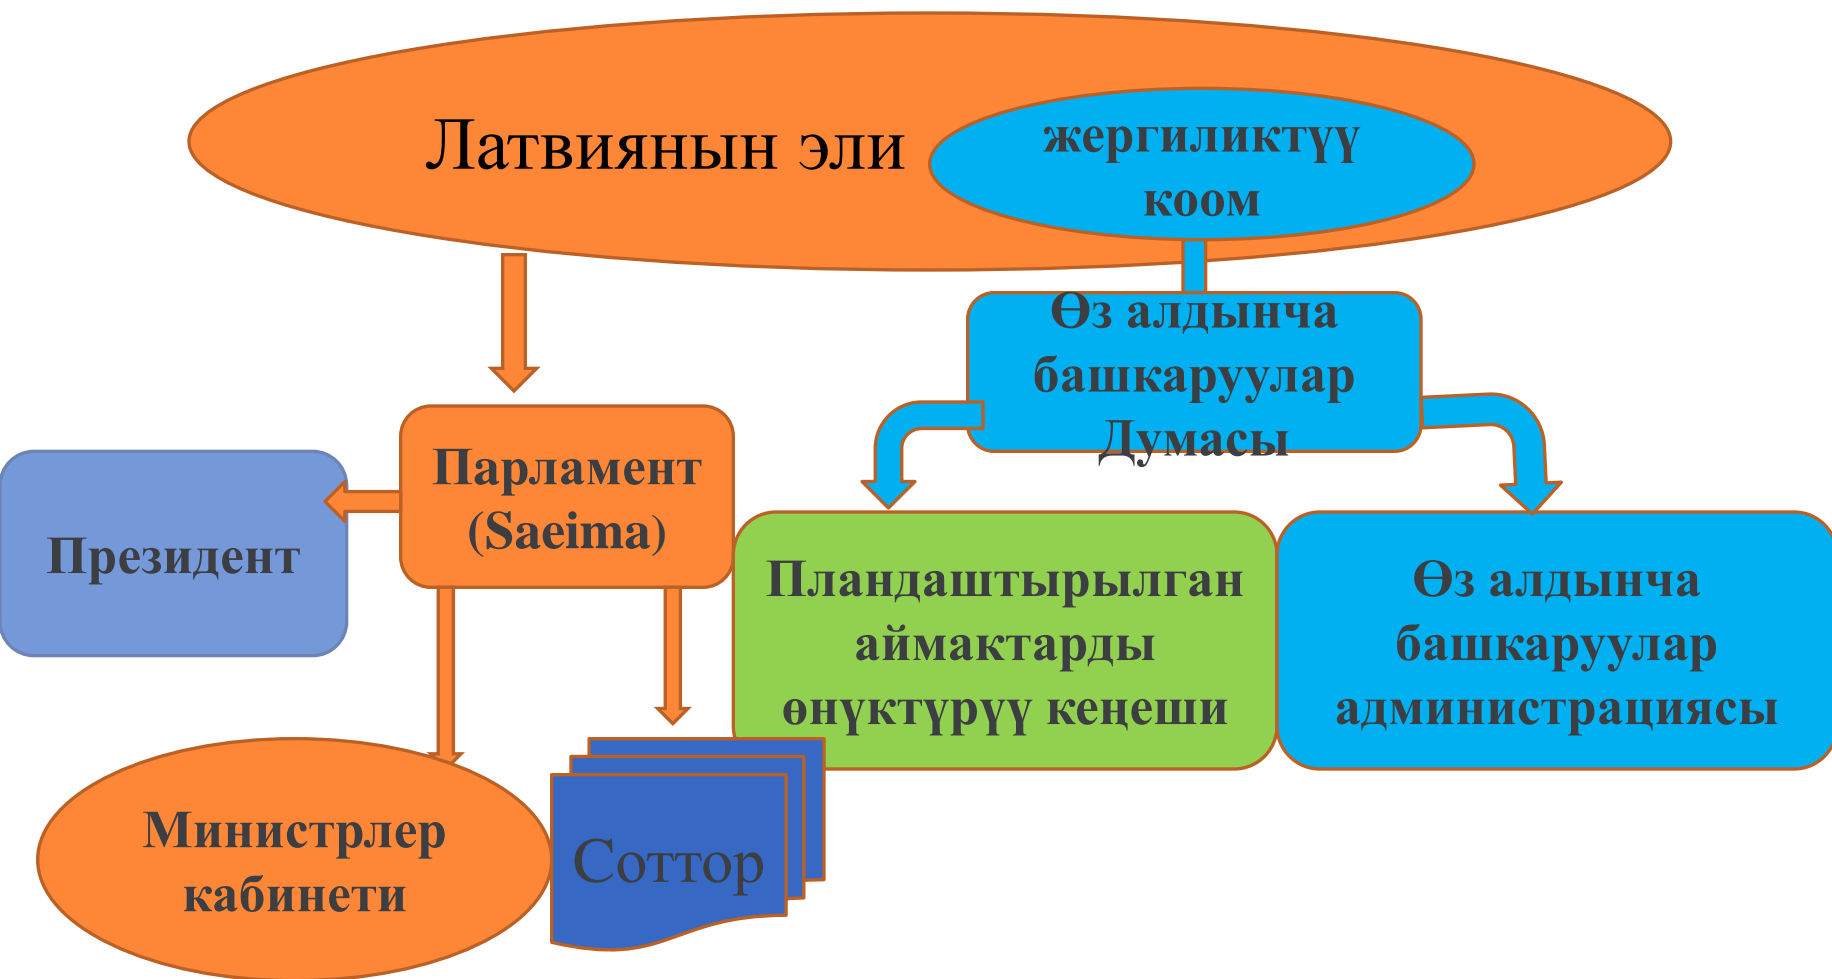 Латвиянын эли
жергиликтүү
коом
Өз алдынча
башкаруулар
Думасы
Парламент
(Saeima)
Президент
Пландаштырылган
аймактарды
өнүктүрүү кеңеши
Өз алдынча
башкаруулар
администрациясы
Министрлер
кабинети
Соттор